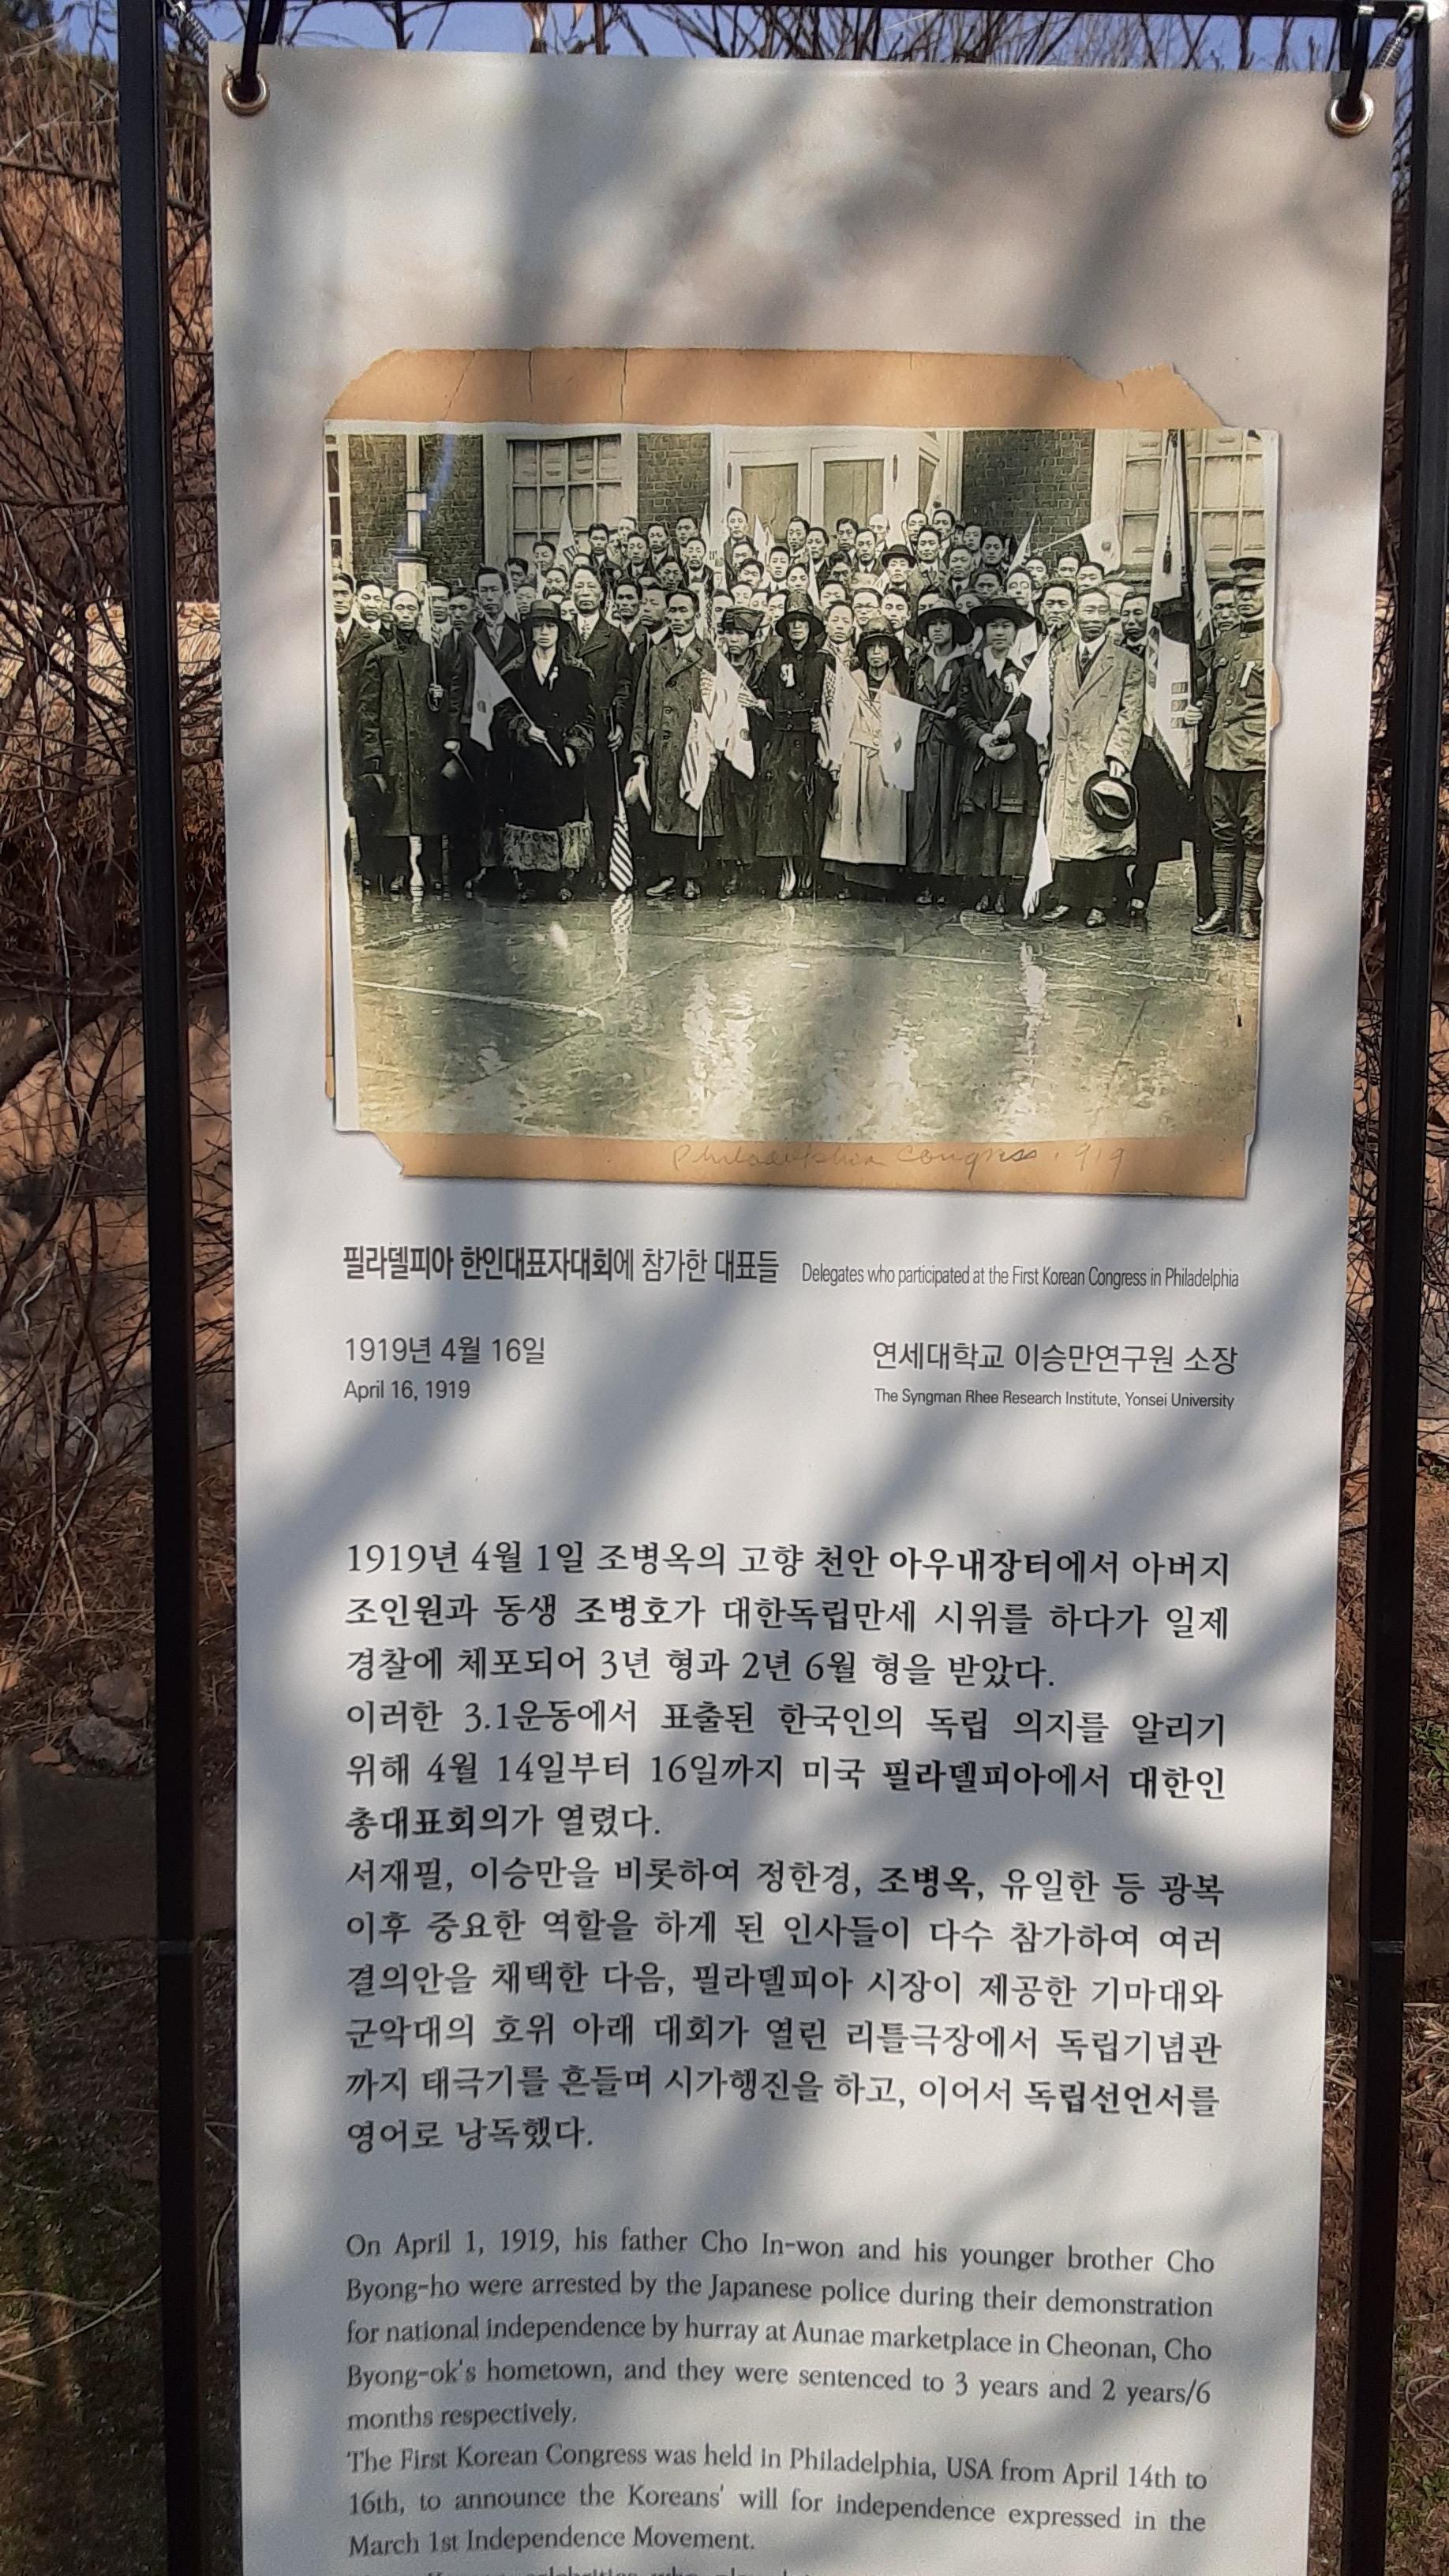 Philadelphia Congress. 1919
필라델피아 한인대표자대회에 참가한 대표들 Delegates who participated at the First Korean Congress in Philadelphia
1919년 4월 16일 연세대학교 이승만연구원 소장
April 16, 1919 The Syngman Rhee Research Institute, Yonsei University
1919년 4월 1일 조병옥의 고향 천안 아우내장터에서 아버지
조인원과 동생 조병호가 대한독립만세 시위를 하다가 일제
경찰에 체포되어 3년 형과 2년 6월 형을 받았다.
이러한 3.1운동에서 표출된 한국인의 독립 의지를 알리기
위해 4월 14일부터 16일까지 미국 필라델피아에서 대한인
총대표회의가 열렸다.
서재필, 이승만을 비롯하여 정한경, 조병옥, 유일한 등 광복
이후 중요한 역할을 하게 된 인사들이 다수 참가하여 여러
결의안을 채택한 다음, 필라델피아 시장이 제공한 기마대와
군악대의 호위 아래 대회가 열린 리틀극장에서 독립기념관
까지 태극기를 흔들며 시가행진을 하고, 이어서 독립선언서를
영어로 낭독했다.
On April 1, 1919, his father Cho In-won and his younger brother Cho
Byong-ho were arrested by the Japanese police during their demonstration
for national independence by hurray at Aunae marketplace in Cheonan, Cho
Byong-ok's hometown, and they were sentenced to 3 years and 2 years/6
months respectively.
The First Korean Congress was held in Philadelphia, USA from April 14th to
16th, to announce the Koreans' will for independence expressed in the
March 1st Independence Movement.